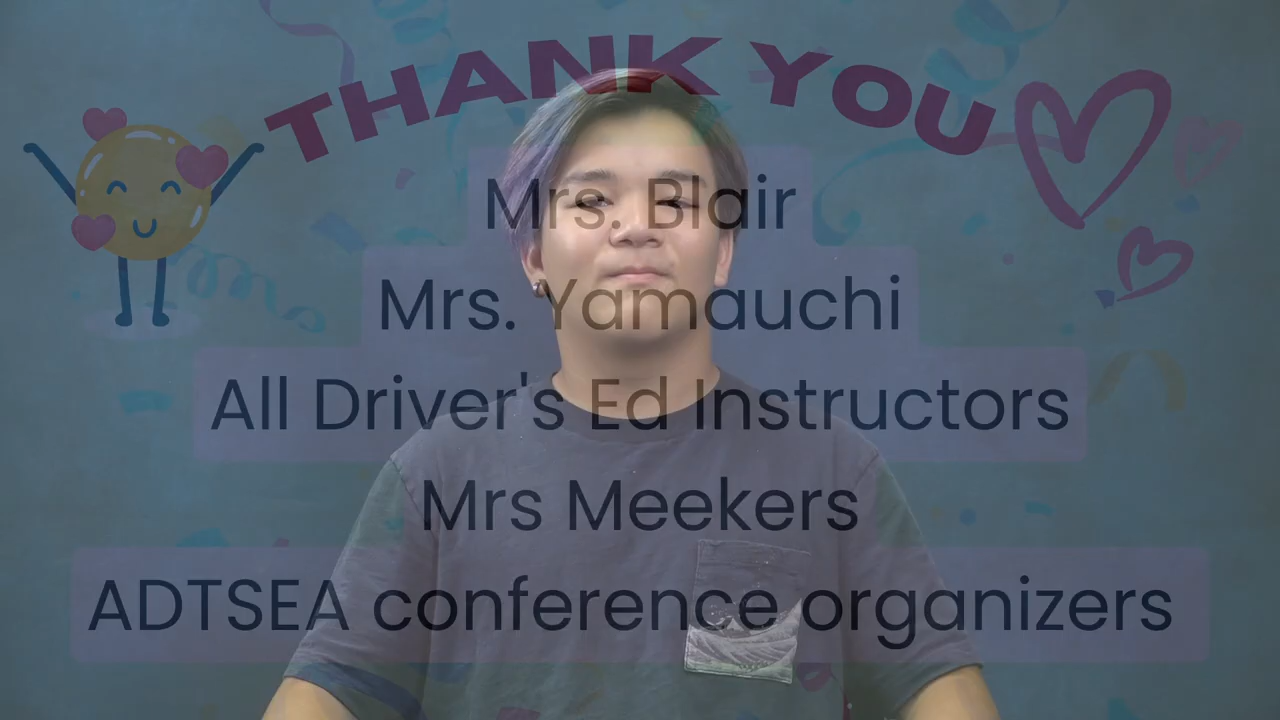 THANK YOU
Mrs. Blair
Mrs. Yamauchi
All Driver's Ed Instructors
Mrs Meekers
ADTSEA conference organizers